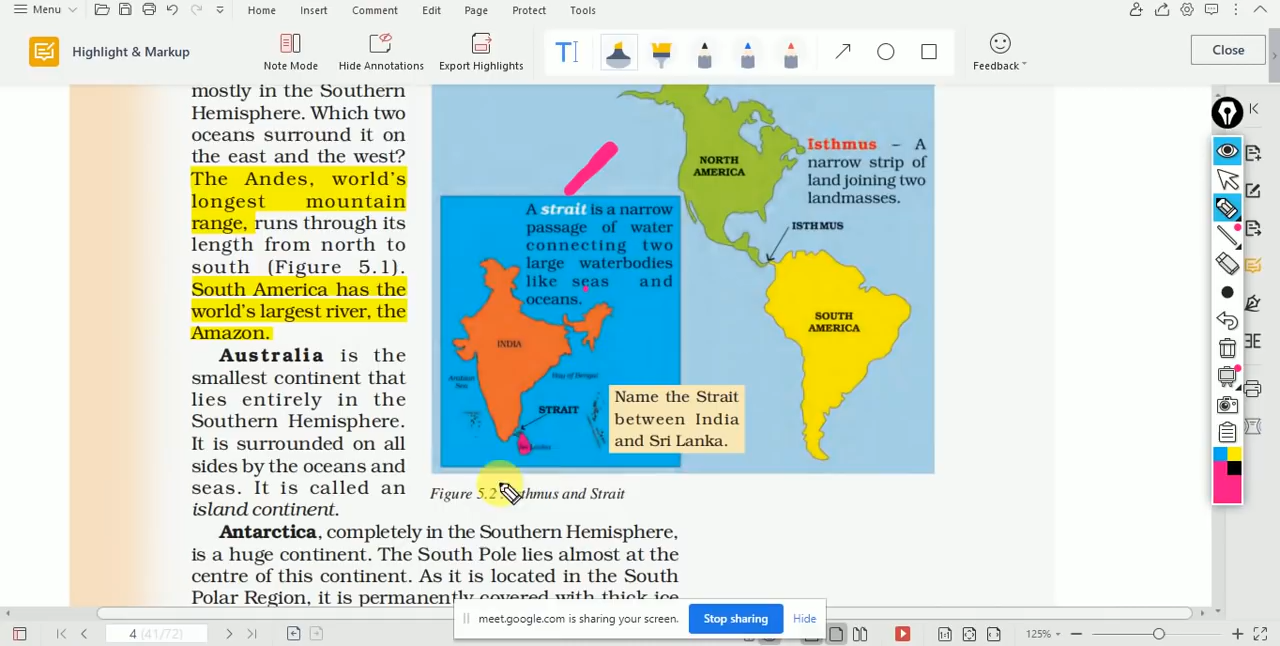 Menu
Home
Insert
Comment
Edit
Page
Protect
Tools
Highlight & Markup
Note Mode
Hide Annotations
Export Highlights
Feedback
Close
mostly in the Southern
Hemisphere. Which two
oceans surround it on
the east and the west?
The Andes, world's
longest mountain
range, runs through its
length from north to
south (Figure 5.1).
South America has the
world's largest river, the
Amazon.
Australia is the
smallest continent that
lies entirely in the
Southern Hemisphere.
It is surrounded on all
sides by the oceans and
seas. It is called an
island continent.
NORTH
AMERICA
Isthmus – A
narrow strip of
land joining two
landmasses.
ISTHMUS
SOUTH
AMERICA
A strait is a narrow
passage of water
connecting two
large waterbodies
like seas and
oceans.
INDIA
Arabian
Sea
Bay of Bengal
STRAIT
Name the Strait
between India
and Sri Lanka.
Figure 5.2 Isthmus and Strait
Antarctica, completely in the Southern Hemisphere,
is a huge continent. The South Pole lies almost at the
centre of this continent. As it is located in the South
Polar Region, it is permanently covered with thick ice
meet.google.com is sharing your screen.
Stop sharing
Hide
4 (41/72)
125%